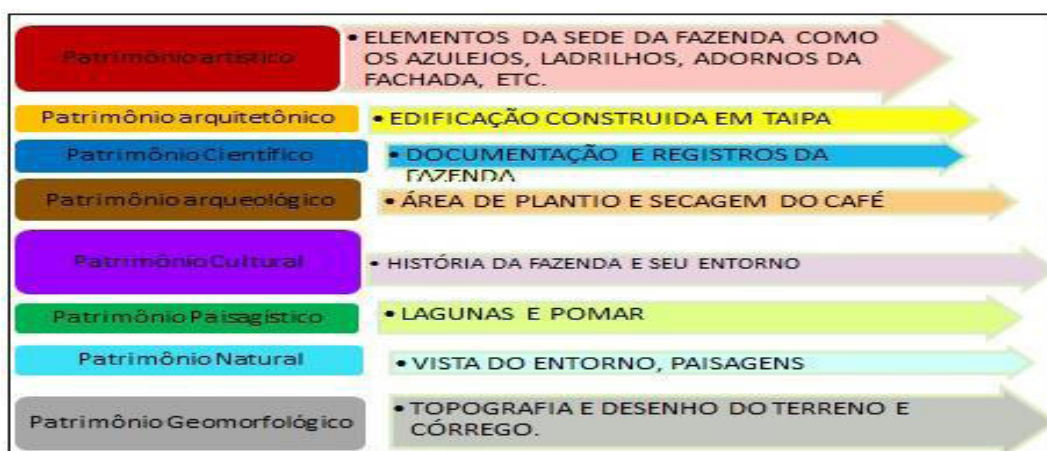 Patrimônio artístico
• ELEMENTOS DA SEDE DA FAZENDA COMO
OS AZULEJOS, LADRILHOS, ADORNOS DA
FACHADA, ETC.
Patrimônio arquitetônico
• EDIFICAÇÃO CONSTRUIDA EM TAIPA
Patrimônio Científico
• DOCUMENTAÇÃO E REGISTROS DA
FAZENDA
Patrimônio arqueológico
• ÁREA DE PLANTIO E SECAGEM DO CAFÉ
Patrimônio Cultural
• HISTÓRIA DA FAZENDA E SEU ENTORNO
Patrimônio Paisagístico
• LAGUNAS E POMAR
Patrimônio Natural
• VISTA DO ENTORNO, PAISAGENS
Patrimônio Geomorfológico
• TOPOGRAFIA E DESENHO DO TERRENO E
CÓRREGO.